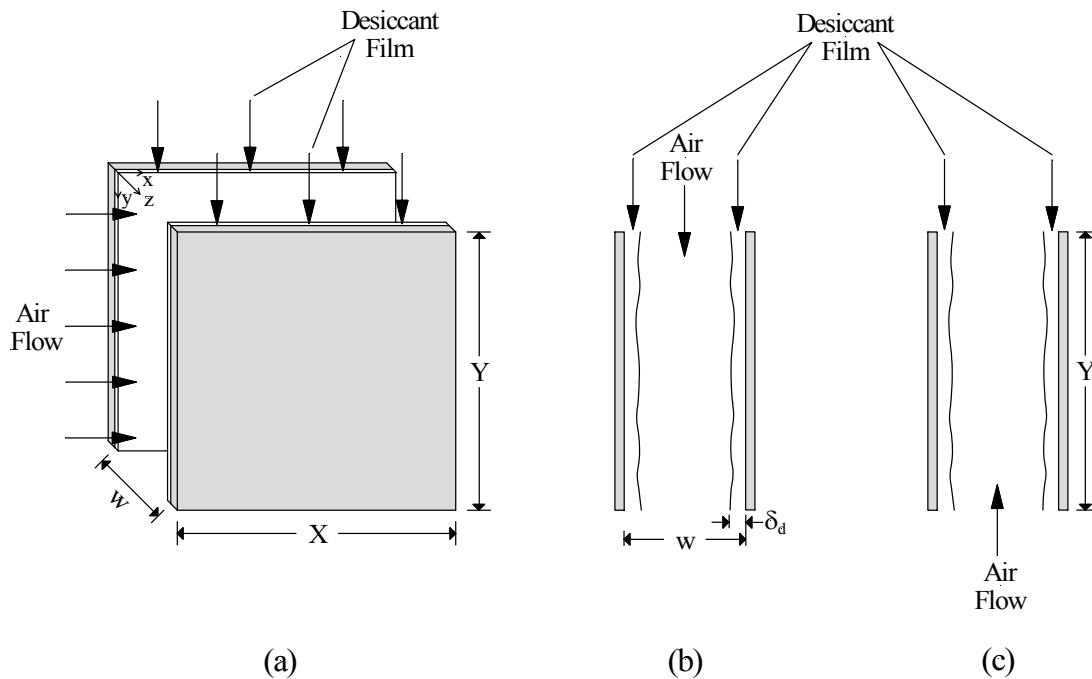 Desiccant
Film
x
y
z
Air
Flow
w
X
Y
(a)
Desiccant
Film
Air
Flow
δd
w
(b)
Y
Air
Flow
(c)